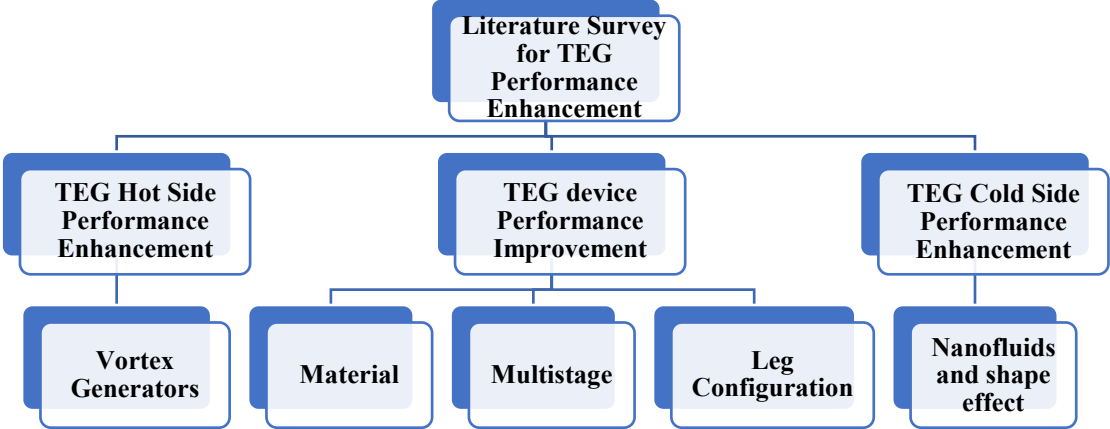 Literature Survey
for TEG
Performance
Enhancement
TEG Hot Side
Performance
Enhancement
TEG device
Performance
Improvement
TEG Cold Side
Performance
Enhancement
Vortex
Generators
Material
Multistage
Leg
Configuration
Nanofluids
and shape
effect